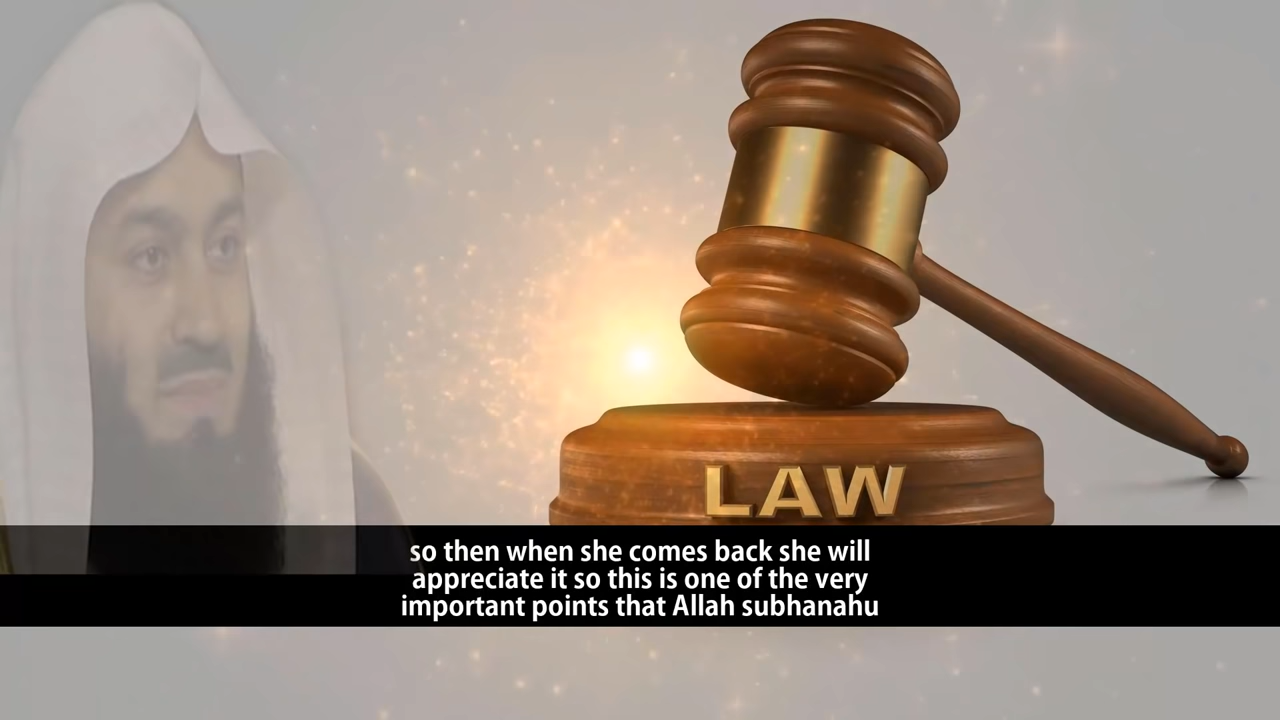 LAW
so then when she comes back she will
appreciate it so this is one of the very
important points that Allah subhanahu